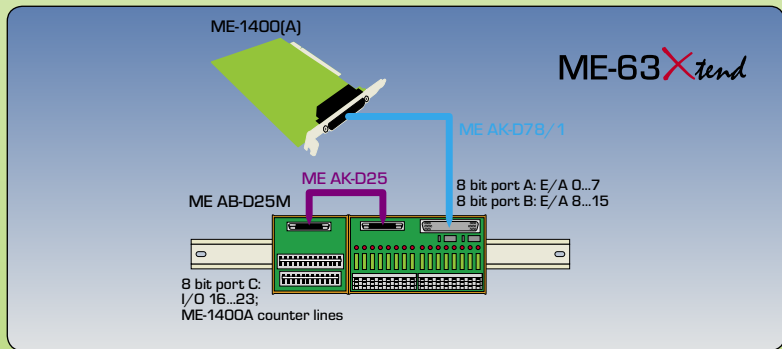 ME-1400(A)
ME-63Xtend
ME AK-D78/1
ME AK-D25
8 bit port A: E/A 0...7
8 bit port B: E/A 8...15
ME AB-D25M
8 bit port C:
I/O 16...23;
ME-1400A counter lines